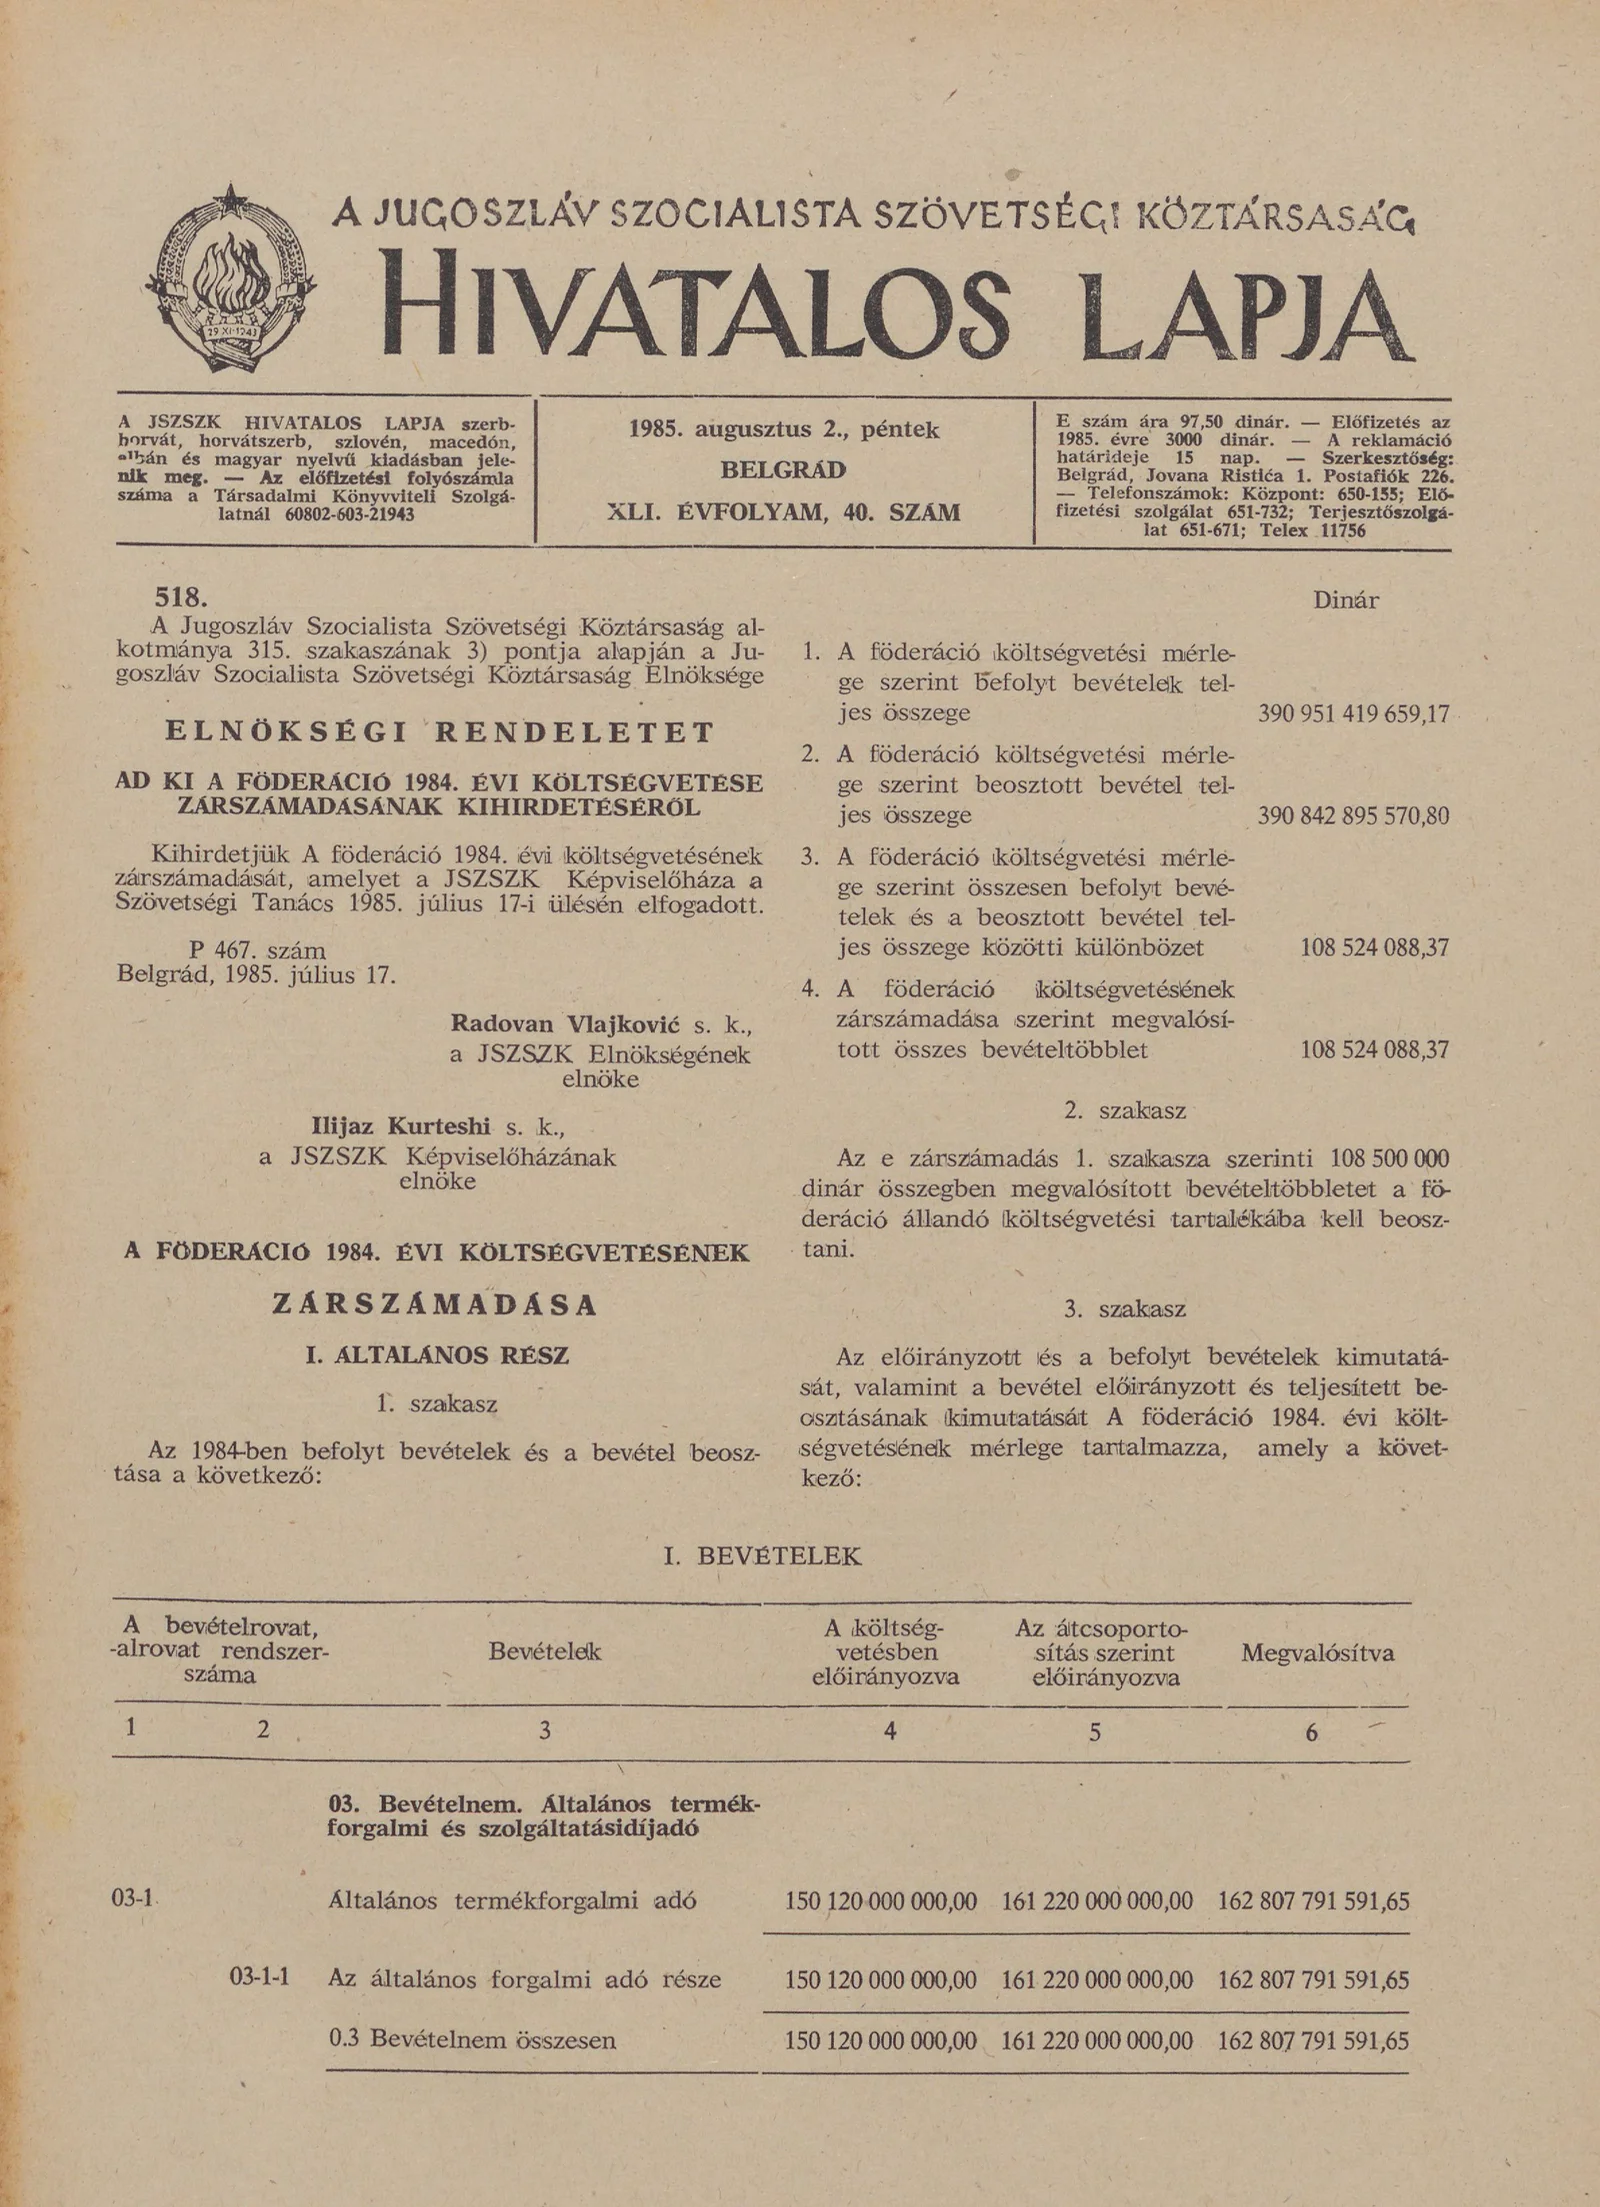 A JUGOSZLÁV SZOCIALISTA SZÖVETSÉGI KÖZTÁRSASÁG
HIVATALOS LAPJA
29·XI·1943
A JSZSZK HIVATALOS LAPJA szerb-
horvát, horvátszerb, szlovén, macedón,
albán és magyar nyelvű kiadásban jele-
nik meg. — Az előfizetési folyószámla
száma a Társadalmi Könyvviteli Szolgá-
latnál 60802-603-21943
1985. augusztus 2., péntek
BELGRÁD
XLI. ÉVFOLYAM, 40. SZÁM
E szám ára 97,50 dinár. — Előfizetés az
1985. évre 3000 dinár. — A reklamáció
határideje 15 nap. — Szerkesztőség:
Belgrád, Jovana Ristića 1. Postafiók 226.
— Telefonszámok: Központ: 650-155; Elő-
fizetési szolgálat 651-732; Terjesztőszolgá-
lat 651-671; Telex 11756
518.
A Jugoszláv Szocialista Szövetségi Köztársaság al-
kotmánya 315. szakaszának 3) pontja alapján a Ju-
goszláv Szocialista Szövetségi Köztársaság Elnöksége
ELNÖKSÉGI RENDELETET
AD KI A FÖDERÁCIÓ 1984. ÉVI KÖLTSÉGVETÉSE
ZÁRSZÁMADÁSÁNAK KIHIRDETÉSÉRŐL
Kihirdetjük A föderáció 1984. évi költségvetésének
zárszámadását, amelyet a JSZSZK Képviselőháza a
Szövetségi Tanács 1985. július 17-i ülésén elfogadott.
P 467. szám
Belgrád, 1985. július 17.
Radovan Vlajković s. k.,
a JSZSZK Elnökségének
elnöke
Ilijaz Kurteshi s. k.,
a JSZSZK Képviselőházának
elnöke
A FÖDERÁCIÓ 1984. ÉVI KÖLTSÉGVETÉSÉNEK
ZÁRSZÁMADÁSA
I. ÁLTALÁNOS RÉSZ
1. szakasz
Az 1984-ben befolyt bevételek és a bevétel beosz-
tása a következő:
Dinár
1. A föderáció költségvetési mérle-
ge szerint befolyt bevételek tel-
jes összege 390 951 419 659,17
2. A föderáció költségvetési mérle-
ge szerint beosztott bevétel tel-
jes összege 390 842 895 570,80
3. A föderáció költségvetési mérle-
ge szerint összesen befolyt bevé-
telek és a beosztott bevétel tel-
jes összege közötti különbözet 108 524 088,37
4. A föderáció költségvetésének
zárszámadása szerint megvalósí-
tott összes bevételtöbblet 108 524 088,37
2. szakasz
Az e zárszámadás 1. szakasza szerinti 108 500 000
dinár összegben megvalósított bevételtöbbletet a fö-
deráció állandó költségvetési tartalékába kell beosz-
tani.
3. szakasz
Az előirányzott és a befolyt bevételek kimutatá-
sát, valamint a bevétel előirányzott és teljesített be-
osztásának kimutatását A föderáció 1984. évi költ-
ségvetésének mérlege tartalmazza, amely a követ-
kező:
I. BEVÉTELEK
A bevételrovat,
-alrovat rendszer-
száma
Bevételek
A költség-
vetésben
előirányozva
Az átcsoporto-
sítás szerint
előirányozva
Megvalósítva
1 2 3 4 5 6
03. Bevételnem. Általános termék-
forgalmi és szolgáltatásidíjadó
03-1 Általános termékforgalmi adó 150 120 000 000,00 161 220 000 000,00 162 807 791 591,65
03-1-1 Az általános forgalmi adó része 150 120 000 000,00 161 220 000 000,00 162 807 791 591,65
0.3 Bevételnem összesen 150 120 000 000,00 161 220 000 000,00 162 807 791 591,65